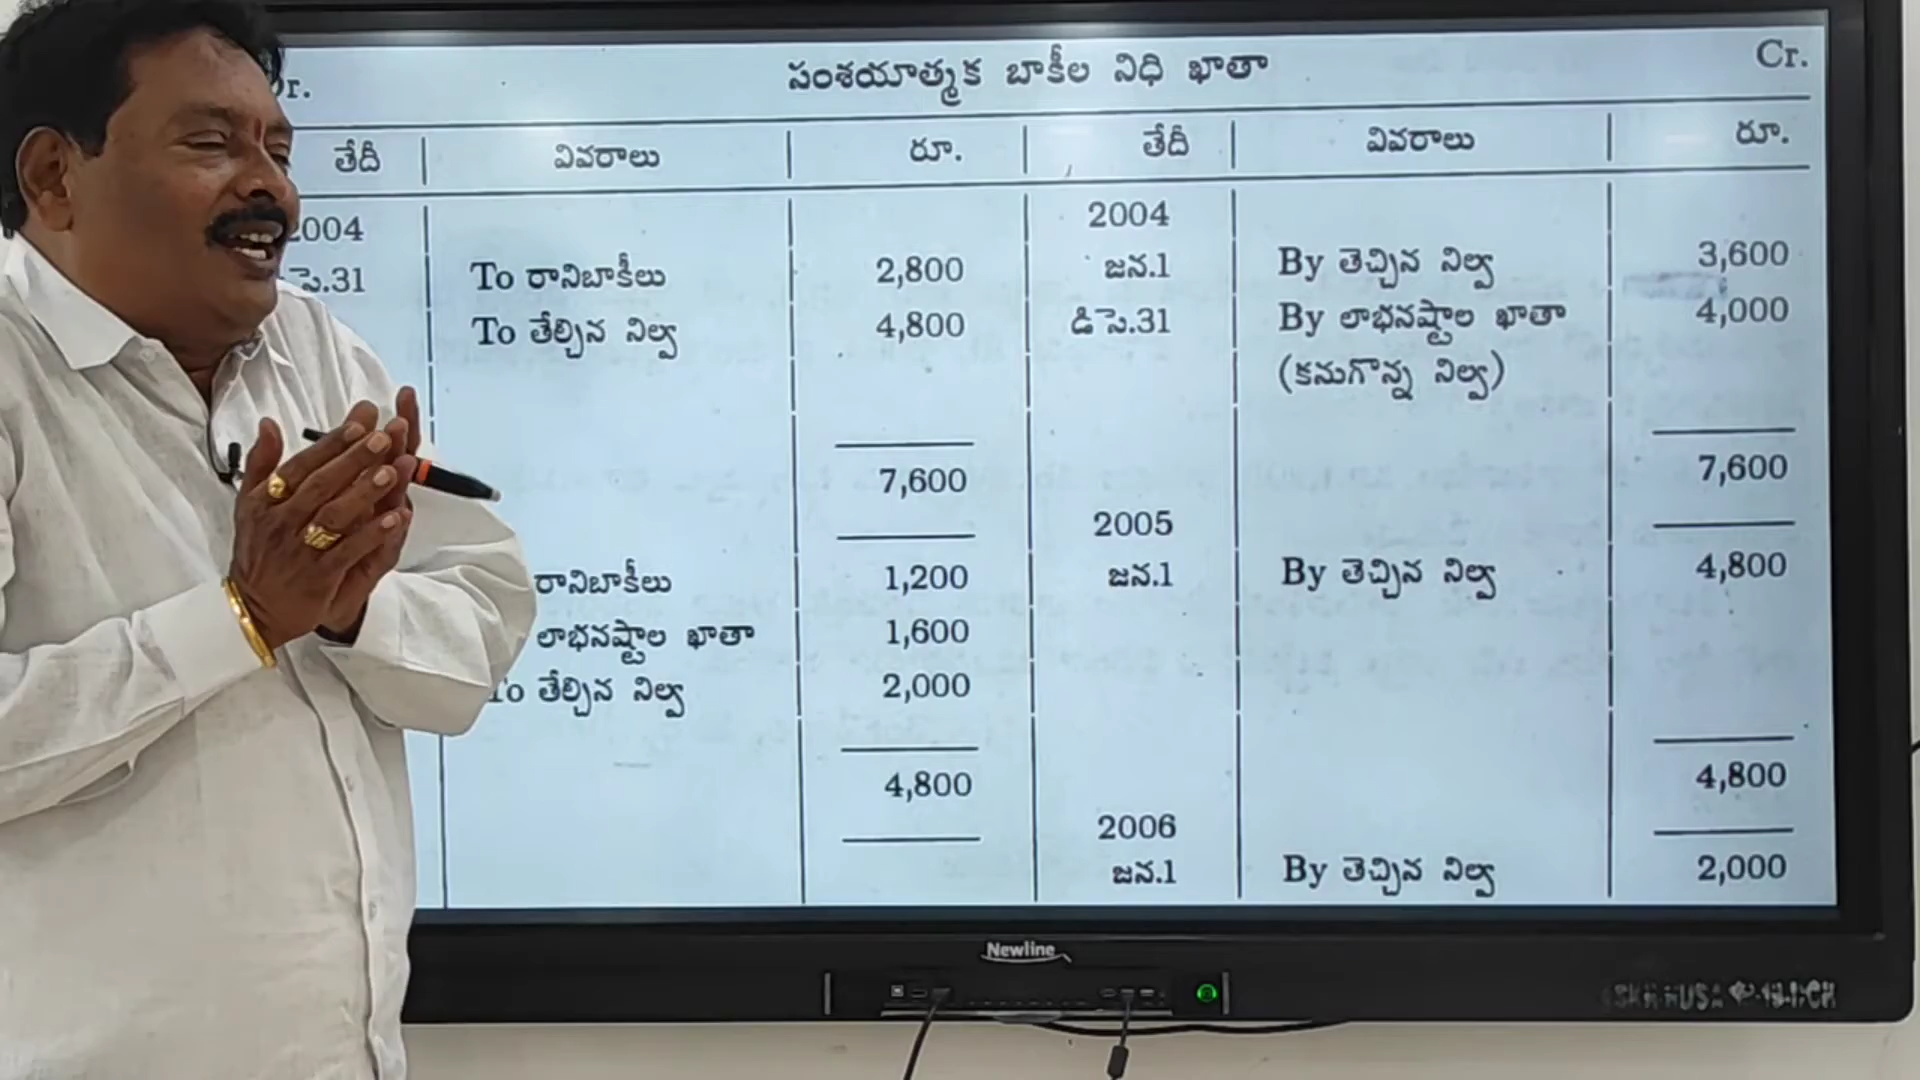 Dr. సంశయాత్మక బాకీల నిధి ఖాతా Cr.
తేదీ వివరాలు రూ. తేదీ వివరాలు రూ.
2004 2004
సె.31 To రానిబాకీలు 2,800 జన.1 By తెచ్చిన నిల్వ 3,600
To తేల్చిన నిల్వ 4,800 డిసె.31 By లాభనష్టాల ఖాతా 4,000
(కనుగొన్న నిల్వ)
7,600 7,600
2005
రానిబాకీలు 1,200 జన.1 By తెచ్చిన నిల్వ 4,800
లాభనష్టాల ఖాతా 1,600
To తేల్చిన నిల్వ 2,000
4,800 4,800
2006
జన.1 By తెచ్చిన నిల్వ 2,000
Newline